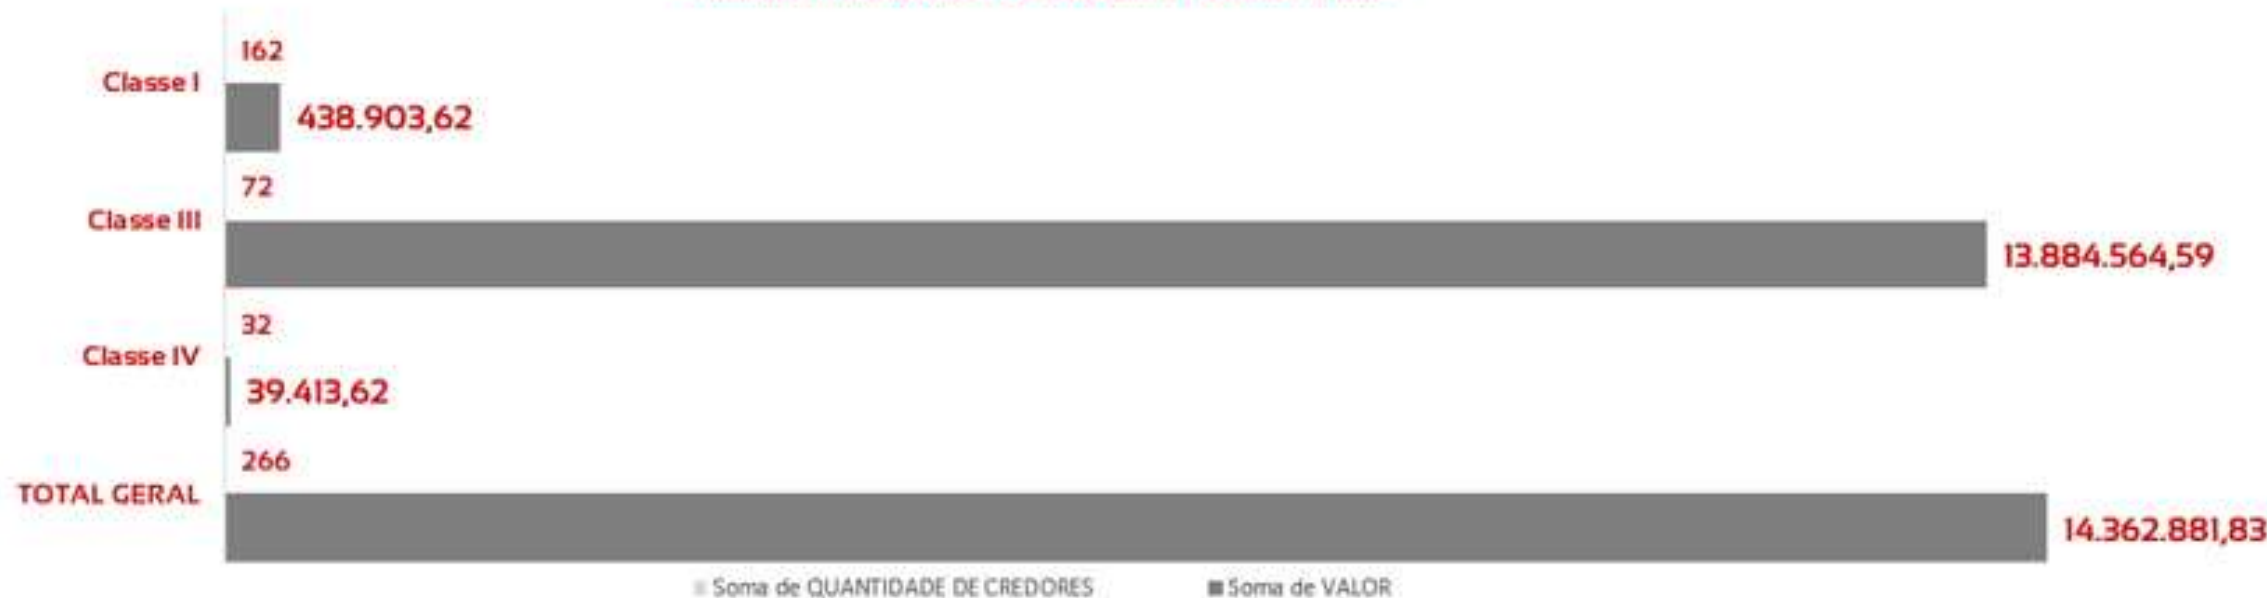 162
Classe I
438.903,62
72
Classe III
13.884.564,59
32
Classe IV
39.413,62
266
TOTAL GERAL
14.362.881,83
Soma de QUANTIDADE DE CREDORES Soma de VALOR